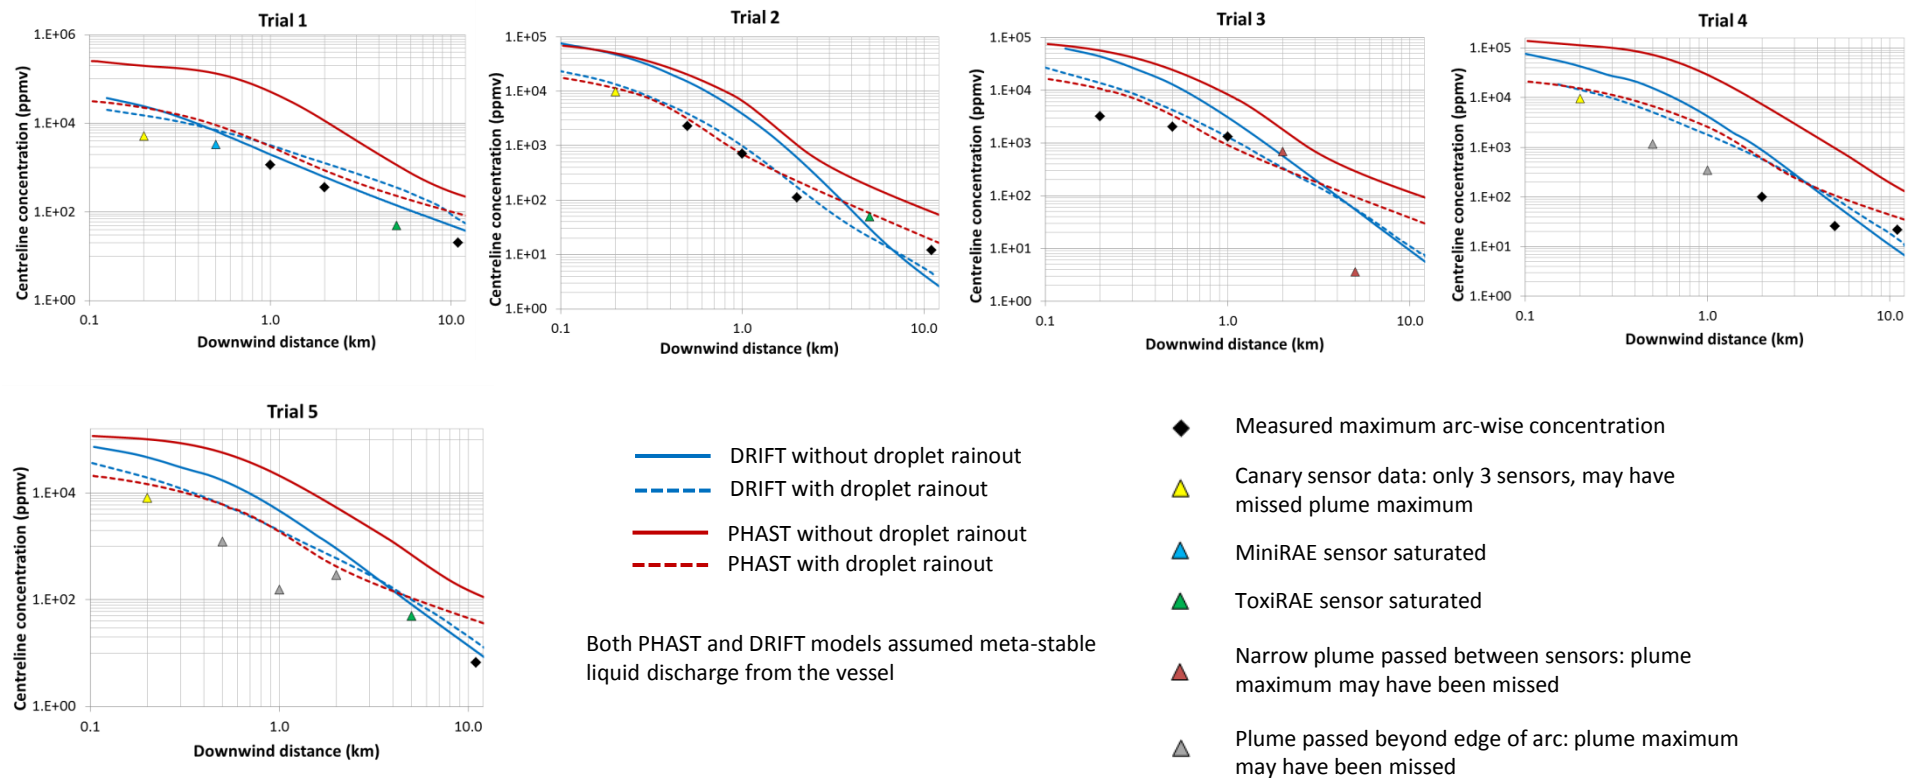 Trial 1
1.E+06
1.E+04
1.E+02
1.E+00
0.1
1.0
10.0
Centreline concentration (ppmv)
Downwind distance (km)
Trial 2
1.E+05
1.E+04
1.E+03
1.E+02
1.E+01
1.E+00
0.1
1.0
10.0
Centreline concentration (ppmv)
Downwind distance (km)
Trial 3
1.E+05
1.E+04
1.E+03
1.E+02
1.E+01
1.E+00
0.1
1.0
10.0
Centreline concentration (ppmv)
Downwind distance (km)
Trial 4
1.E+05
1.E+04
1.E+03
1.E+02
1.E+01
1.E+00
0.1
1.0
10.0
Centreline concentration (ppmv)
Downwind distance (km)
Trial 5
1.E+04
1.E+02
1.E+00
0.1
1.0
10.0
Centreline concentration (ppmv)
Downwind distance (km)
DRIFT without droplet rainout
DRIFT with droplet rainout
PHAST without droplet rainout
PHAST with droplet rainout
Both PHAST and DRIFT models assumed meta-stable
liquid discharge from the vessel
Measured maximum arc-wise concentration
Canary sensor data: only 3 sensors, may have
missed plume maximum
MiniRAE sensor saturated
ToxiRAE sensor saturated
Narrow plume passed between sensors: plume
maximum may have been missed
Plume passed beyond edge of arc: plume maximum
may have been missed